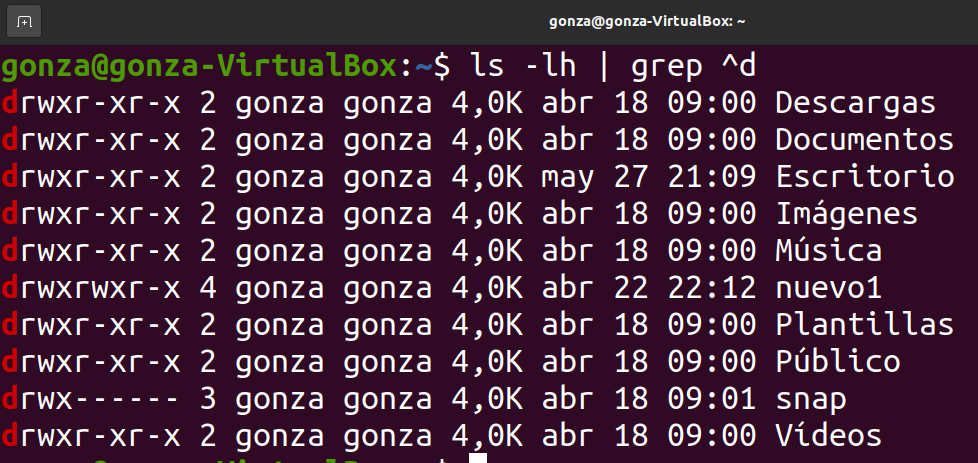 gonza@gonza-VirtualBox: ~
gonza@gonza-VirtualBox:~$ ls -lh | grep ^d
drwxr-xr-x 2 gonza gonza 4,0K abr 18 09:00 Descargas
drwxr-xr-x 2 gonza gonza 4,0K abr 18 09:00 Documentos
drwxr-xr-x 2 gonza gonza 4,0K may 27 21:09 Escritorio
drwxr-xr-x 2 gonza gonza 4,0K abr 18 09:00 Imágenes
drwxr-xr-x 2 gonza gonza 4,0K abr 18 09:00 Música
drwxrwxr-x 4 gonza gonza 4,0K abr 22 22:12 nuevo1
drwxr-xr-x 2 gonza gonza 4,0K abr 18 09:00 Plantillas
drwxr-xr-x 2 gonza gonza 4,0K abr 18 09:00 Público
drwx------ 3 gonza gonza 4,0K abr 18 09:01 snap
drwxr-xr-x 2 gonza gonza 4,0K abr 18 09:00 Vídeos